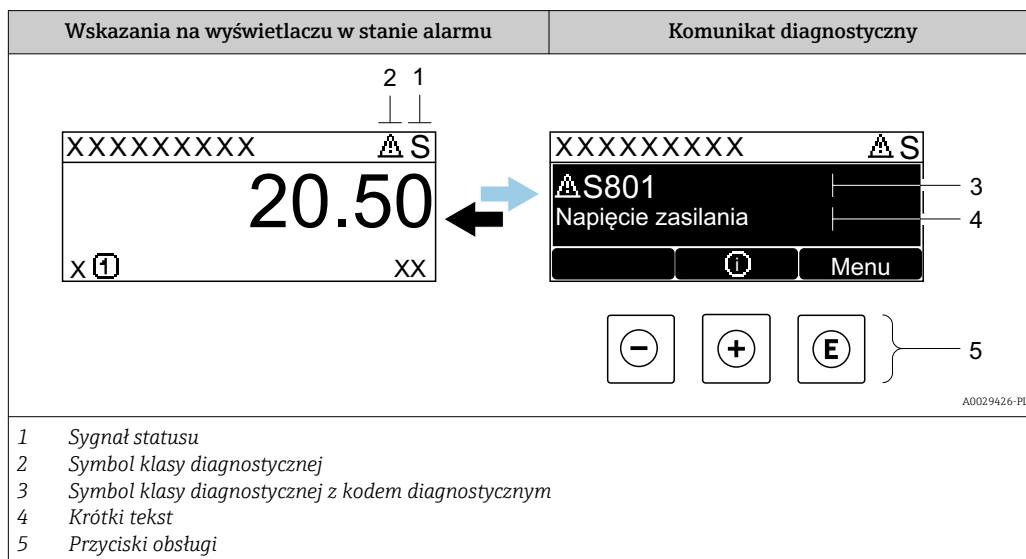 Wskazania na wyświetlaczu w stanie alarmu
Komunikat diagnostyczny
2 1
XXXXXXXXX ⚠ S
20.50
X 1 XX
XXXXXXXXX ⚠ S
⚠S801
Napięcie zasilania
i Menu
3
4
− + E
5
A0029426-PL
1 Sygnał statusu
2 Symbol klasy diagnostycznej
3 Symbol klasy diagnostycznej z kodem diagnostycznym
4 Krótki tekst
5 Przyciski obsługi